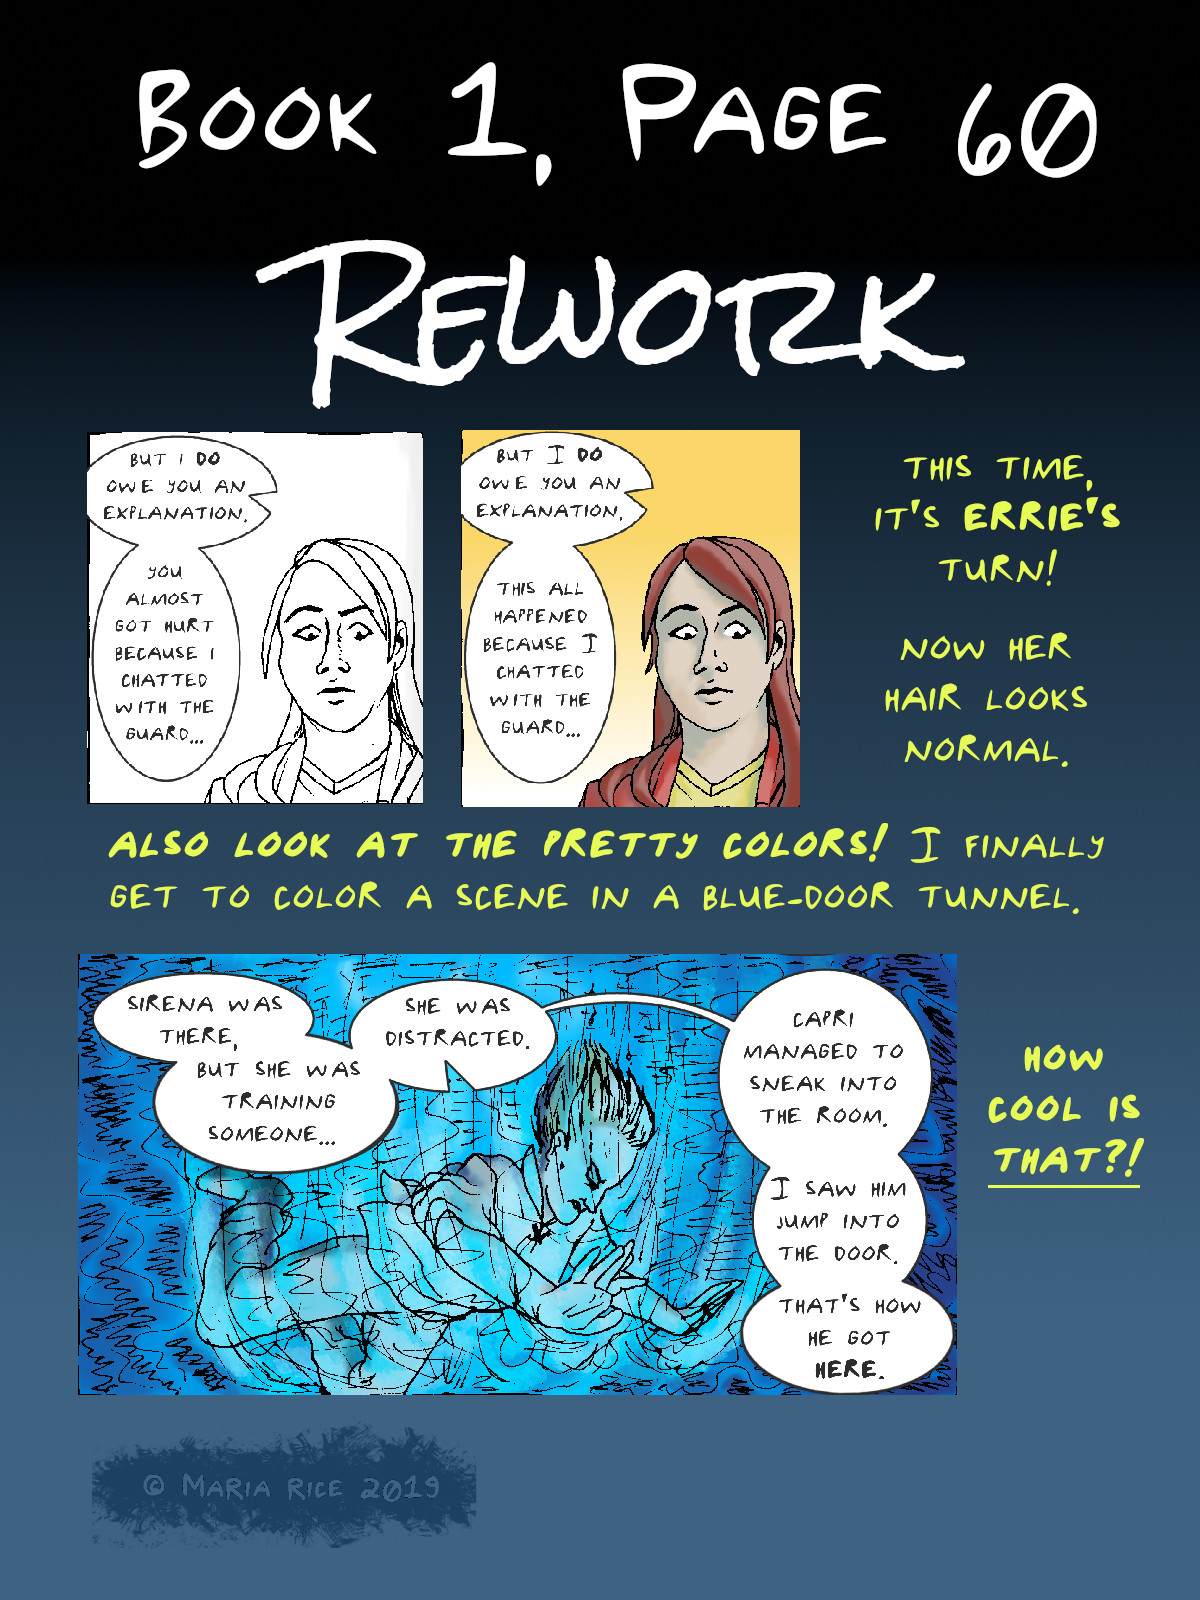 BOOK 1, PAGE 60
REWORK
BUT I DO
OWE YOU AN
EXPLANATION.
YOU
ALMOST
GOT HURT
BECAUSE I
CHATTED
WITH THE
GUARD...
BUT I DO
OWE YOU AN
EXPLANATION.
THIS ALL
HAPPENED
BECAUSE I
CHATTED
WITH THE
GUARD...
THIS TIME,
IT'S ERRIE'S
TURN!
NOW HER
HAIR LOOKS
NORMAL.
ALSO LOOK AT THE PRETTY COLORS! I FINALLY
GET TO COLOR A SCENE IN A BLUE-DOOR TUNNEL.
SIRENA WAS
THERE,
BUT SHE WAS
TRAINING
SOMEONE...
SHE WAS
DISTRACTED.
CAPRI
MANAGED TO
SNEAK INTO
THE ROOM.
I SAW HIM
JUMP INTO
THE DOOR.
THAT'S HOW
HE GOT
HERE.
HOW
COOL IS
THAT?!
© MARIA RICE 2019